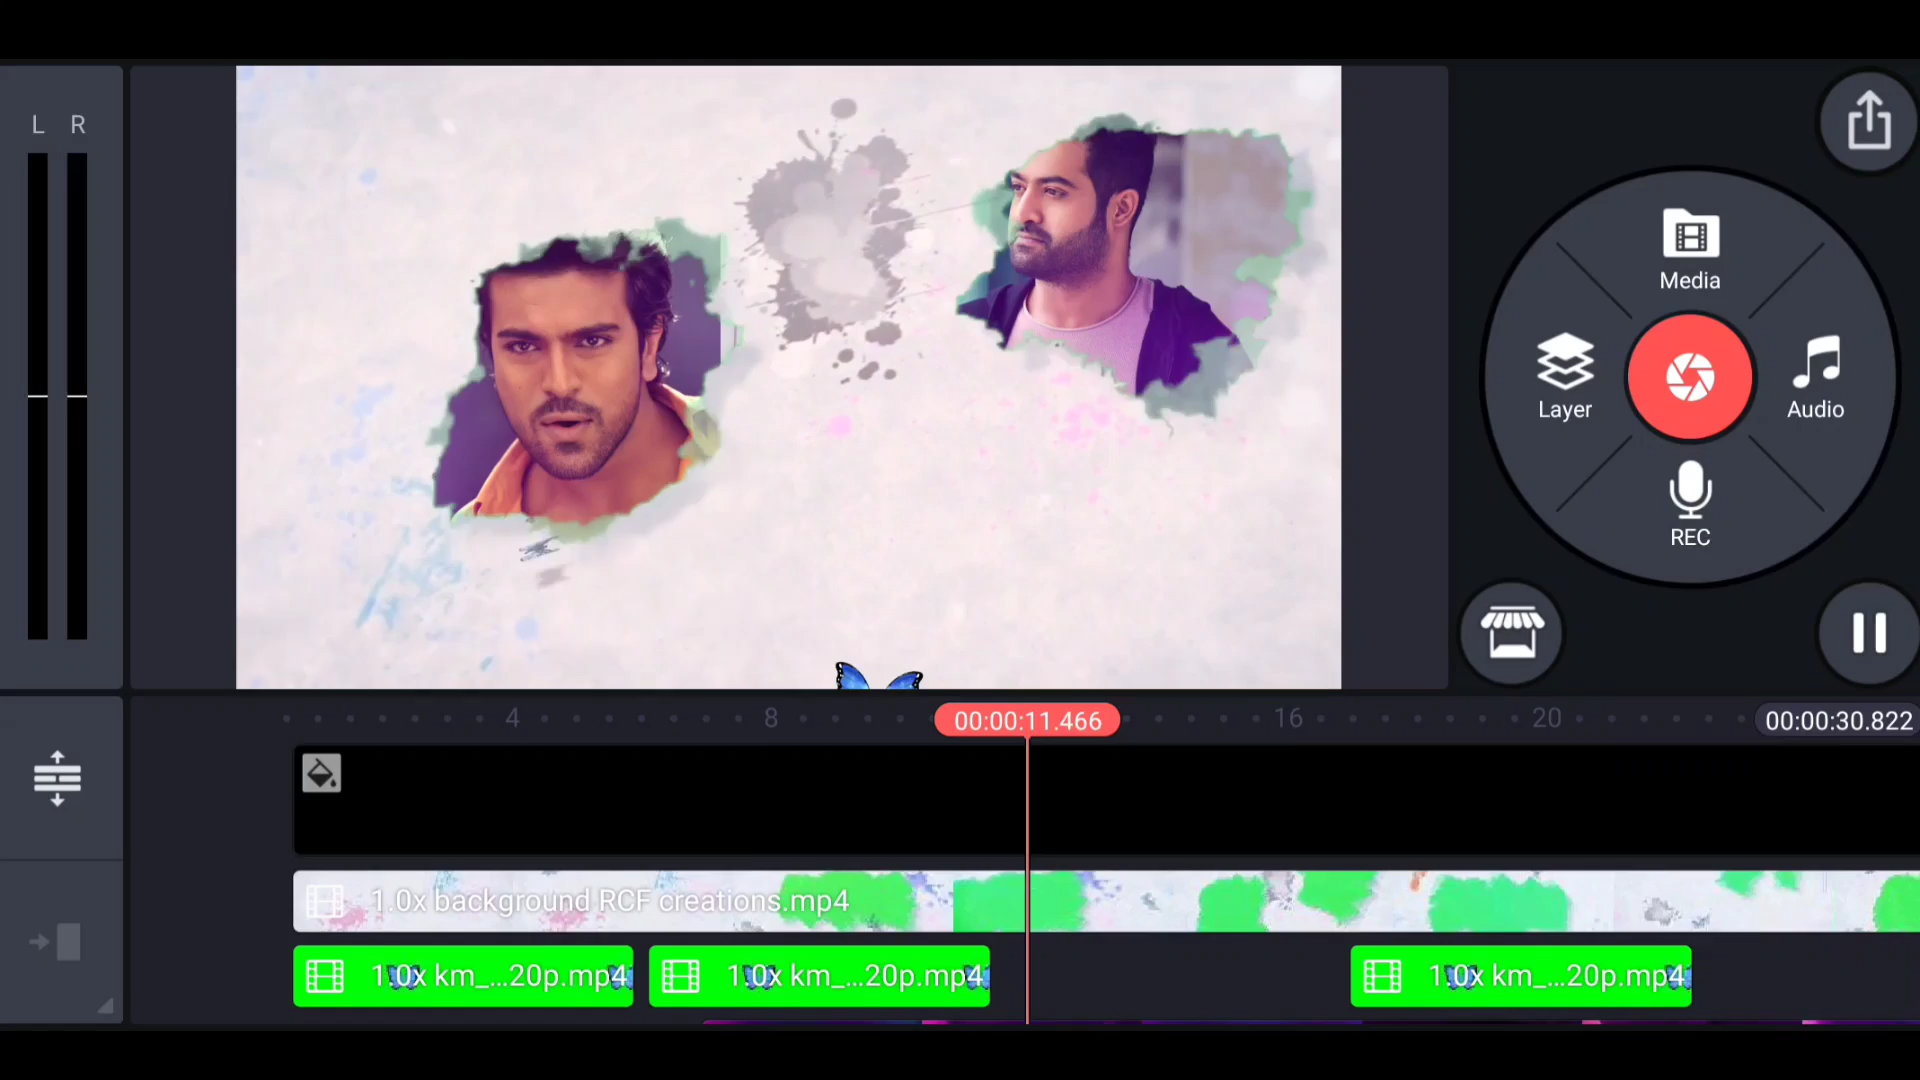 L R
Media
Layer
Audio
REC
4 8 00:00:11.466 16 20 00:00:30.822
1.0x background RCF creations.mp4
1.0x km_...20p.mp4 1.0x km_...20p.mp4 1.0x km_...20p.mp4